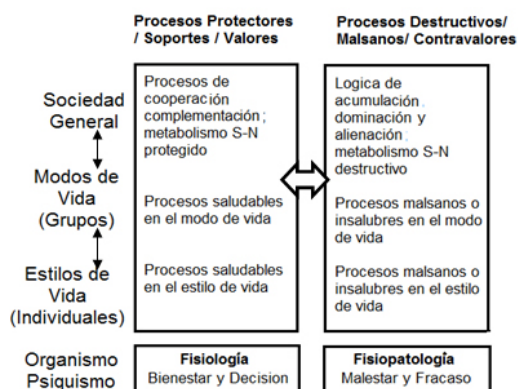 Procesos Protectores
/ Soportes / Valores
Procesos Destructivos/
Malsanos/ Contravalores
Sociedad
General
Procesos de
cooperación
complementación;
metabolismo S-N
protegido
Logica de
acumulación,
dominación y
alienación;
metabolismo S-N
destructivo
Modos de
Vida
(Grupos)
Procesos saludables
en el modo de vida
Procesos malsanos o
insalubres en el modo
de vida
Estilos de
Vida
(Individuales)
Procesos saludables
en el estilo de vida
Procesos malsanos o
insalubres en el estilo
de vida
Organismo
Psiquismo
Fisiología
Bienestar y Decision
Fisiopatología
Malestar y Fracaso